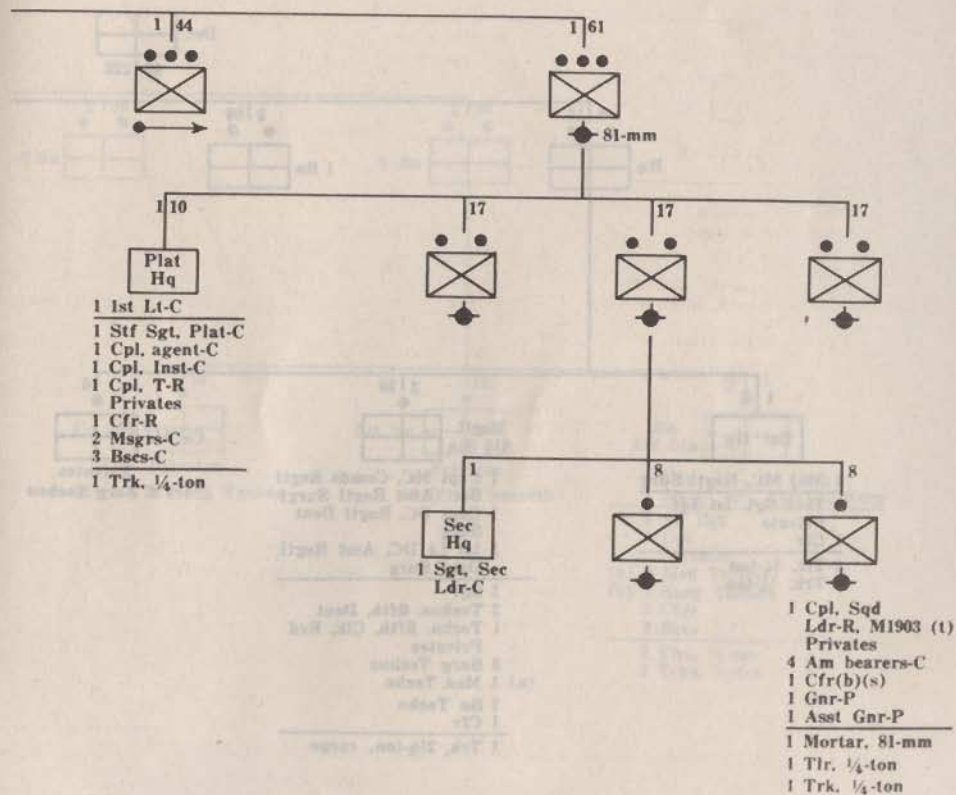 1 44
1 61
81-mm
1 10
17
17
17
Plat
Hq
1 1st Lt-C
1 Stf Sgt, Plat-C
1 Cpl, agent-C
1 Cpl, Inst-C
1 Cpl, T-R
Privates
1 Cfr-R
2 Msgrs-C
3 Bscs-C
1 Trk, ¼-ton
1
8
8
Sec
Hq
1 Sgt, Sec
Ldr-C
1 Cpl, Sqd
Ldr-R, M1903 (t)
Privates
4 Am bearers-C
1 Cfr(b)(s)
1 Gnr-P
1 Asst Gnr-P
1 Mortar, 81-mm
1 Tlr, ¼-ton
1 Trk, ¼-ton